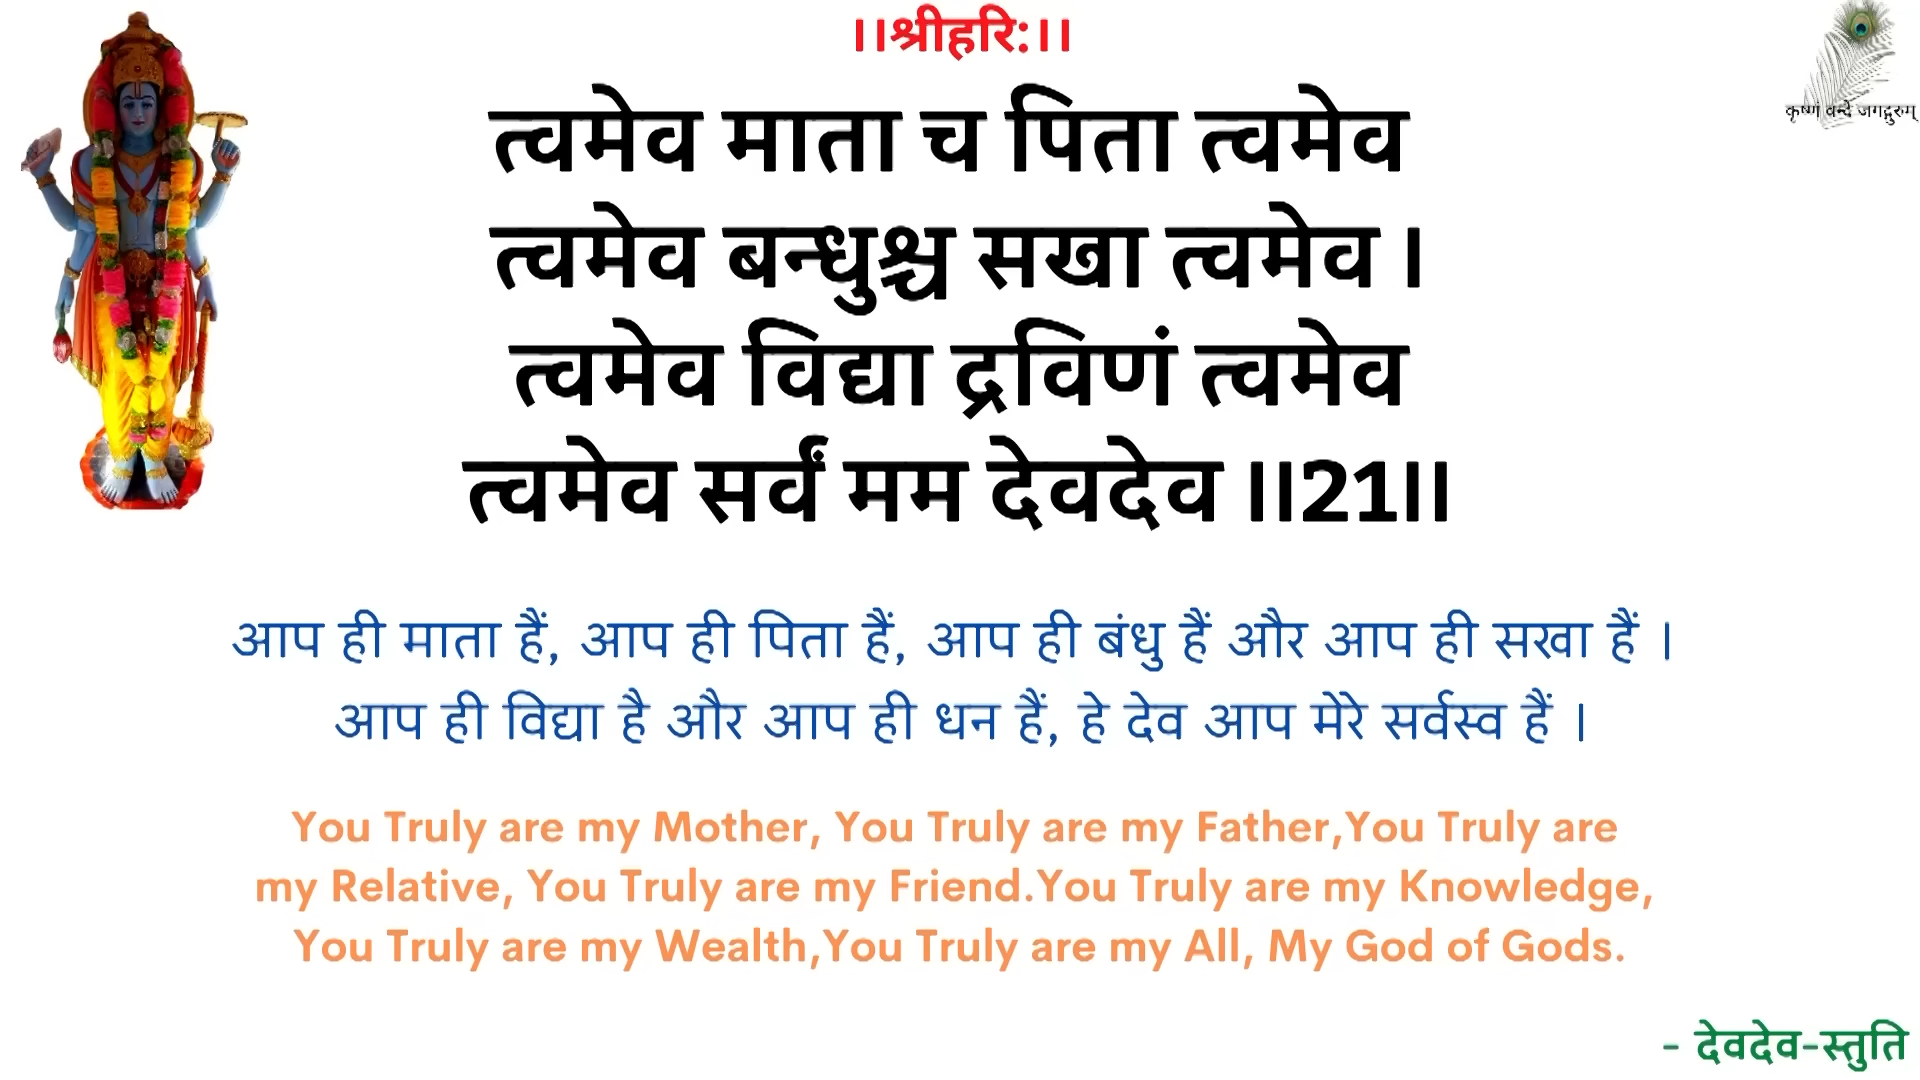 ।।श्रीहरि:।।
कृष्णं वन्दे जगद्गुरुम्
त्वमेव माता च पिता त्वमेव
त्वमेव बन्धुश्च सखा त्वमेव ।
त्वमेव विद्या द्रविणं त्वमेव
त्वमेव सर्वं मम देवदेव ।।21।।
आप ही माता हैं, आप ही पिता हैं, आप ही बंधु हैं और आप ही सखा हैं ।
आप ही विद्या है और आप ही धन हैं, हे देव आप मेरे सर्वस्व हैं ।
You Truly are my Mother, You Truly are my Father,You Truly are
my Relative, You Truly are my Friend.You Truly are my Knowledge,
You Truly are my Wealth,You Truly are my All, My God of Gods.
- देवदेव-स्तुति